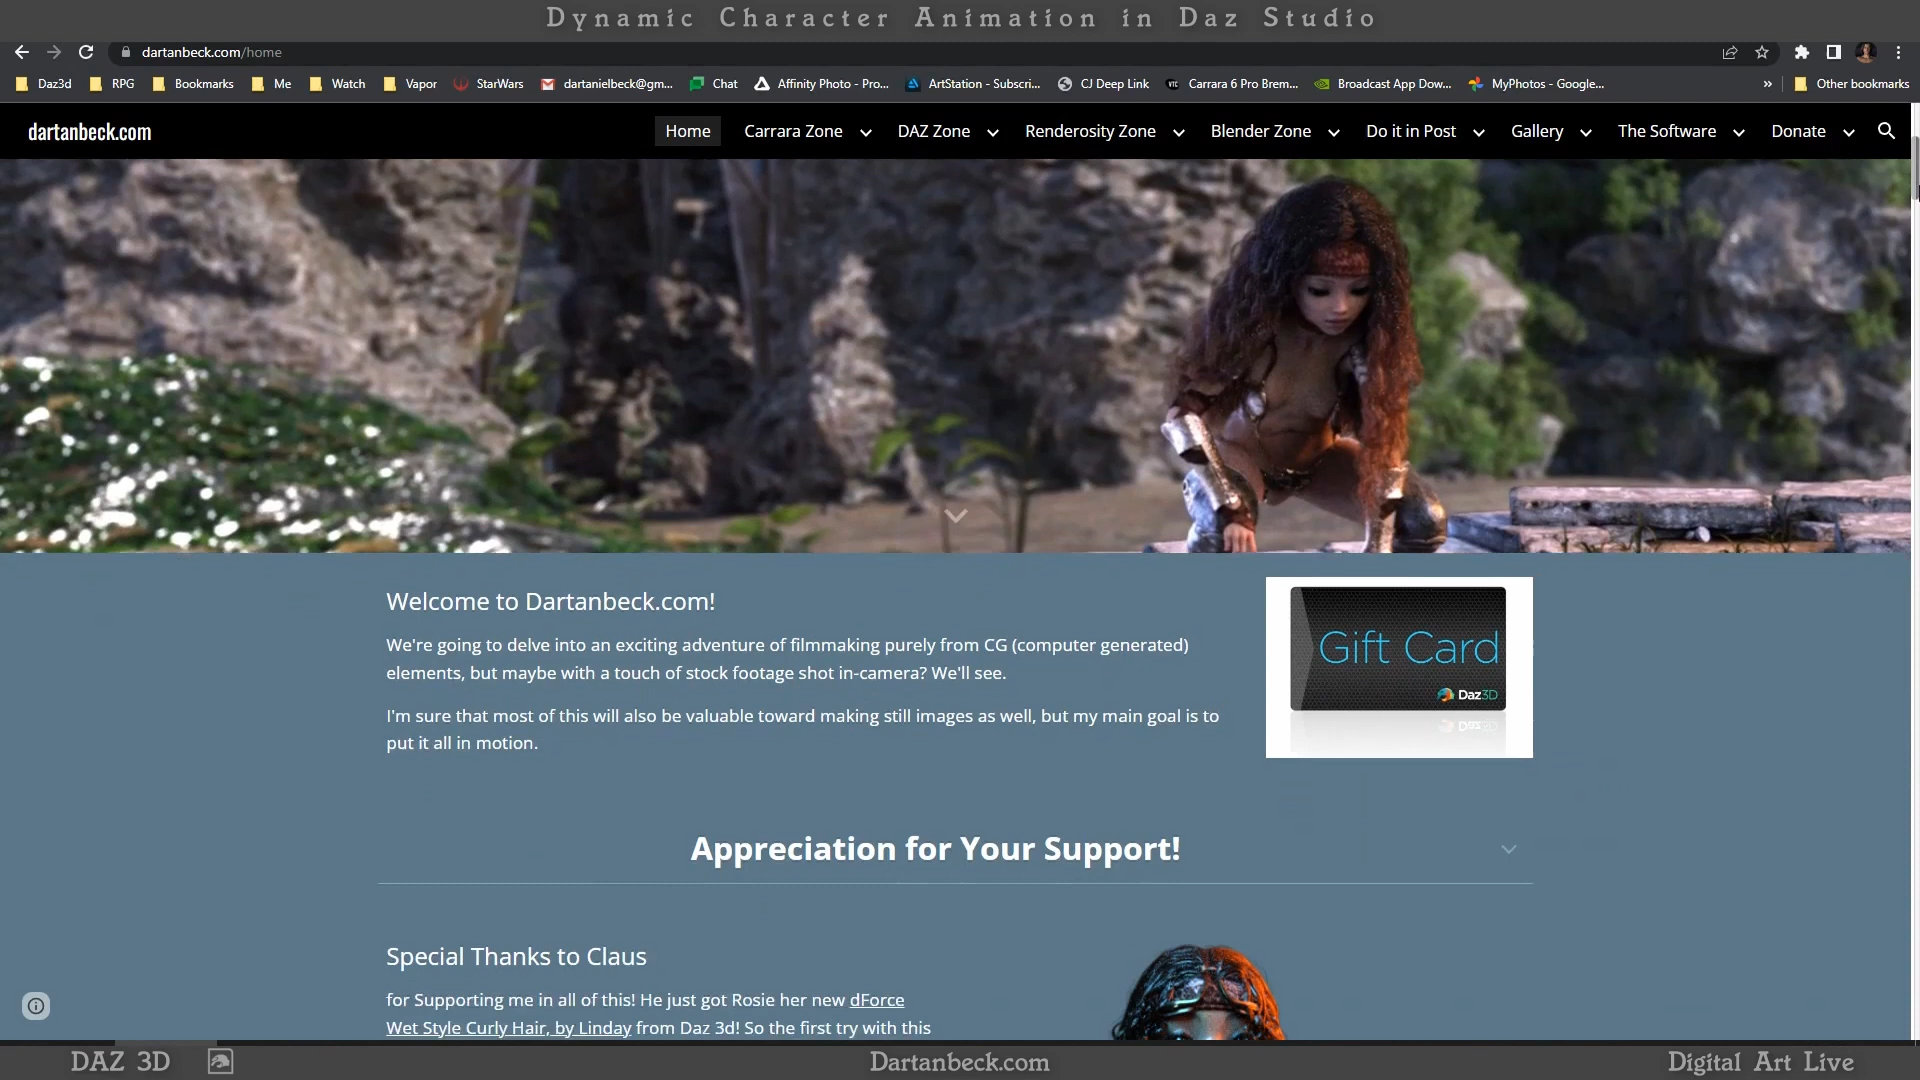 Dynamic Character Animation in Daz Studio
dartanbeck.com/home
Daz3d RPG Bookmarks Me Watch Vapor StarWars dartanielbeck@gm... Chat Affinity Photo - Pro... ArtStation - Subscri... CJ Deep Link Carrara 6 Pro Brem... Broadcast App Dow... MyPhotos - Google... » Other bookmarks
dartanbeck.com Home Carrara Zone DAZ Zone Renderosity Zone Blender Zone Do it in Post Gallery The Software Donate
Welcome to Dartanbeck.com!
We're going to delve into an exciting adventure of filmmaking purely from CG (computer generated)
elements, but maybe with a touch of stock footage shot in-camera? We'll see.
I'm sure that most of this will also be valuable toward making still images as well, but my main goal is to
put it all in motion.
Gift Card
Daz3D
Appreciation for Your Support!
Special Thanks to Claus
for Supporting me in all of this! He just got Rosie her new dForce
Wet Style Curly Hair, by Linday from Daz 3d! So the first try with this
DAZ 3D Dartanbeck.com Digital Art Live